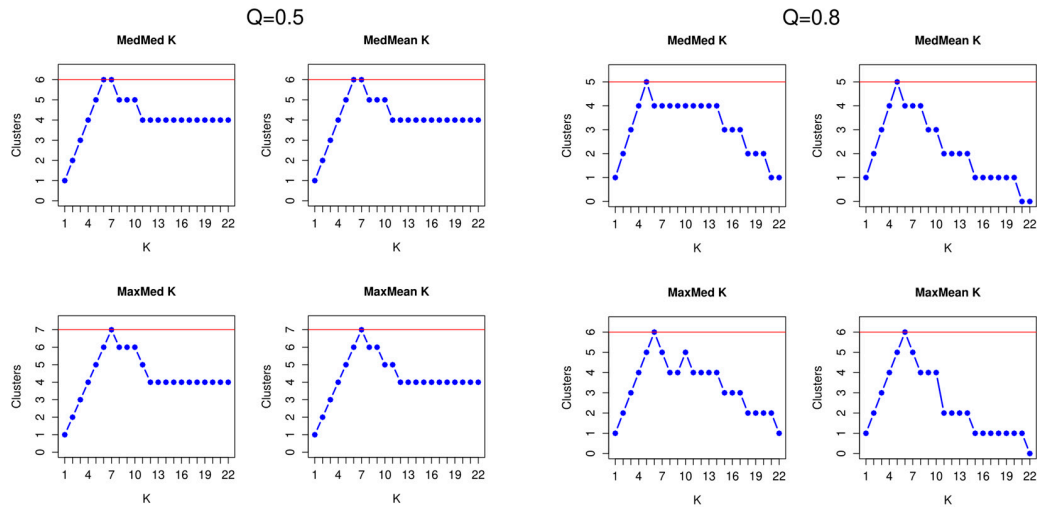 Q=0.5
Q=0.8
MedMed K
MedMean K
MedMed K
MedMean K
Clusters
0 1 2 3 4 5 6
1 4 7 10 13 16 19 22
K
Clusters
0 1 2 3 4 5 6
1 4 7 10 13 16 19 22
K
Clusters
0 1 2 3 4 5
1 4 7 10 13 16 19 22
K
Clusters
0 1 2 3 4 5
1 4 7 10 13 16 19 22
K
MaxMed K
MaxMean K
MaxMed K
MaxMean K
Clusters
0 1 2 3 4 5 6 7
1 4 7 10 13 16 19 22
K
Clusters
0 1 2 3 4 5 6 7
1 4 7 10 13 16 19 22
K
Clusters
0 1 2 3 4 5 6
1 4 7 10 13 16 19 22
K
Clusters
0 1 2 3 4 5 6
1 4 7 10 13 16 19 22
K